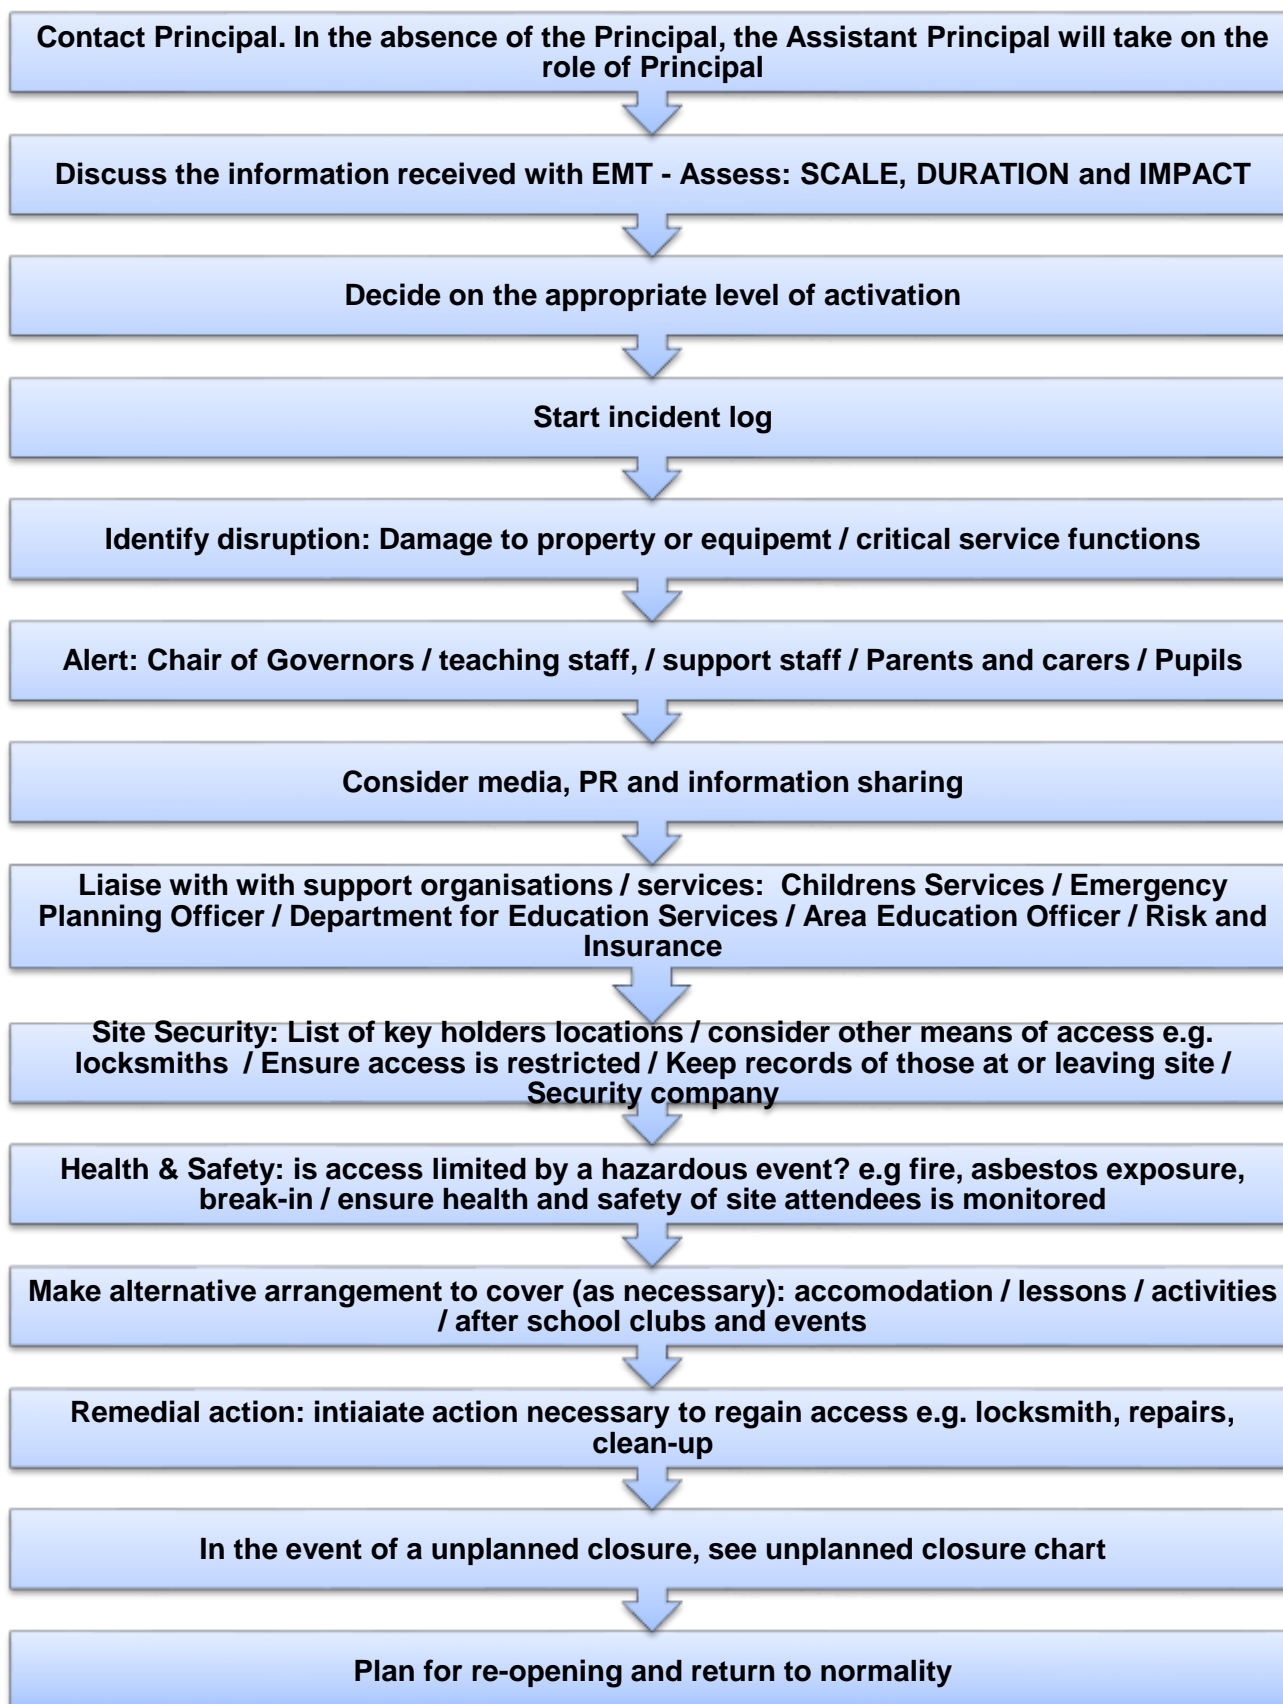 Contact Principal. In the absence of the Principal, the Assistant Principal will take on the
role of Principal
Discuss the information received with EMT - Assess: SCALE, DURATION and IMPACT
Decide on the appropriate level of activation
Start incident log
Identify disruption: Damage to property or equipemt / critical service functions
Alert: Chair of Governors / teaching staff, / support staff / Parents and carers / Pupils
Consider media, PR and information sharing
Liaise with with support organisations / services:  Childrens Services / Emergency
Planning Officer / Department for Education Services / Area Education Officer / Risk and
Insurance
Site Security: List of key holders locations / consider other means of access e.g.
locksmiths  / Ensure access is restricted / Keep records of those at or leaving site /
Security company
Health & Safety: is access limited by a hazardous event? e.g fire, asbestos exposure,
break-in / ensure health and safety of site attendees is monitored
Make alternative arrangement to cover (as necessary): accomodation / lessons / activities
/ after school clubs and events
Remedial action: intiaiate action necessary to regain access e.g. locksmith, repairs,
clean-up
In the event of a unplanned closure, see unplanned closure chart
Plan for re-opening and return to normality